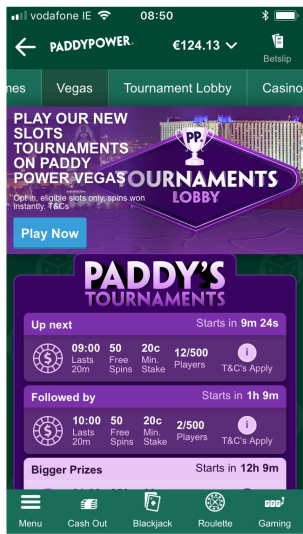 vodafone IE 08:50
PADDYPOWER. €124.13
Betslip
mes Vegas Tournament Lobby Casino
PLAY OUR NEW
SLOTS
TOURNAMENTS
ON PADDY
POWER VEGAS
Opt in, eligible slots only, spins won
instantly. T&Cs
Play Now
PP
TOURNAMENTS
LOBBY
PADDY'S
TOURNAMENTS
Up next Starts in 9m 24s
09:00 50 20c 12/500 i
Lasts Free Min. Players T&C's Apply
20m Spins Stake
Followed by Starts in 1h 9m
10:00 50 20c 2/500 i
Lasts Free Min. Players T&C's Apply
20m Spins Stake
Bigger Prizes Starts in 12h 9m
Menu Cash Out Blackjack Roulette Gaming